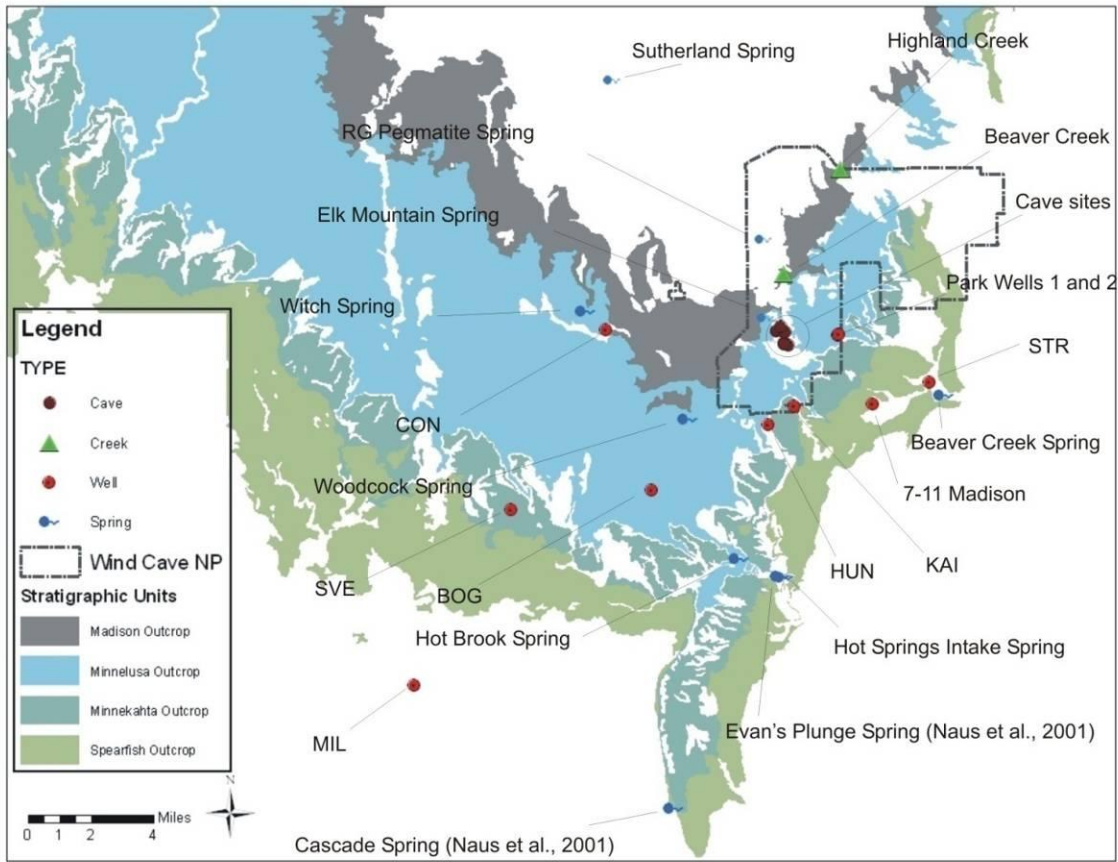 Highland Creek
Sutherland Spring
RG Pegmatite Spring
Beaver Creek
Elk Mountain Spring
Cave sites
Witch Spring
Park Wells 1 and 2
STR
CON
Beaver Creek Spring
Woodcock Spring
7-11 Madison
SVE
BOG
HUN
KAI
Hot Brook Spring
Hot Springs Intake Spring
MIL
Evan's Plunge Spring (Naus et al., 2001)
Cascade Spring (Naus et al., 2001)
Legend
TYPE
Cave
Creek
Well
Spring
Wind Cave NP
Stratigraphic Units
Madison Outcrop
Minnelusa Outcrop
Minnekahta Outcrop
Spearfish Outcrop
N
Miles
0 1 2 4